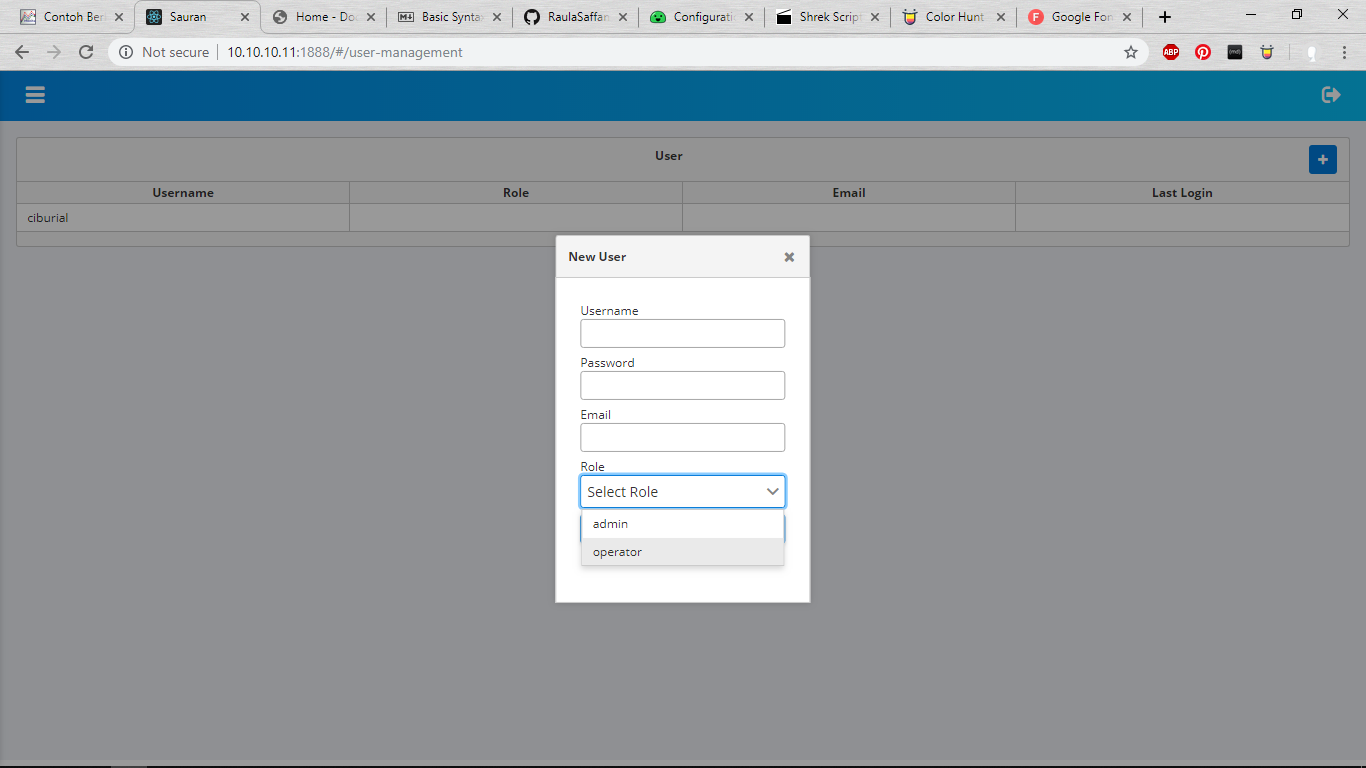 Contoh Ber
Sauran
Home - Do
Basic Synta
RaulaSaffan
Configurati
Shrek Script
Color Hunt
Google Fon
Not secure
10.10.10.11:1888/#/user-management
ABP
User
Username Role Email Last Login
ciburial
New User
Username
Password
Email
Role
Select Role
admin
operator